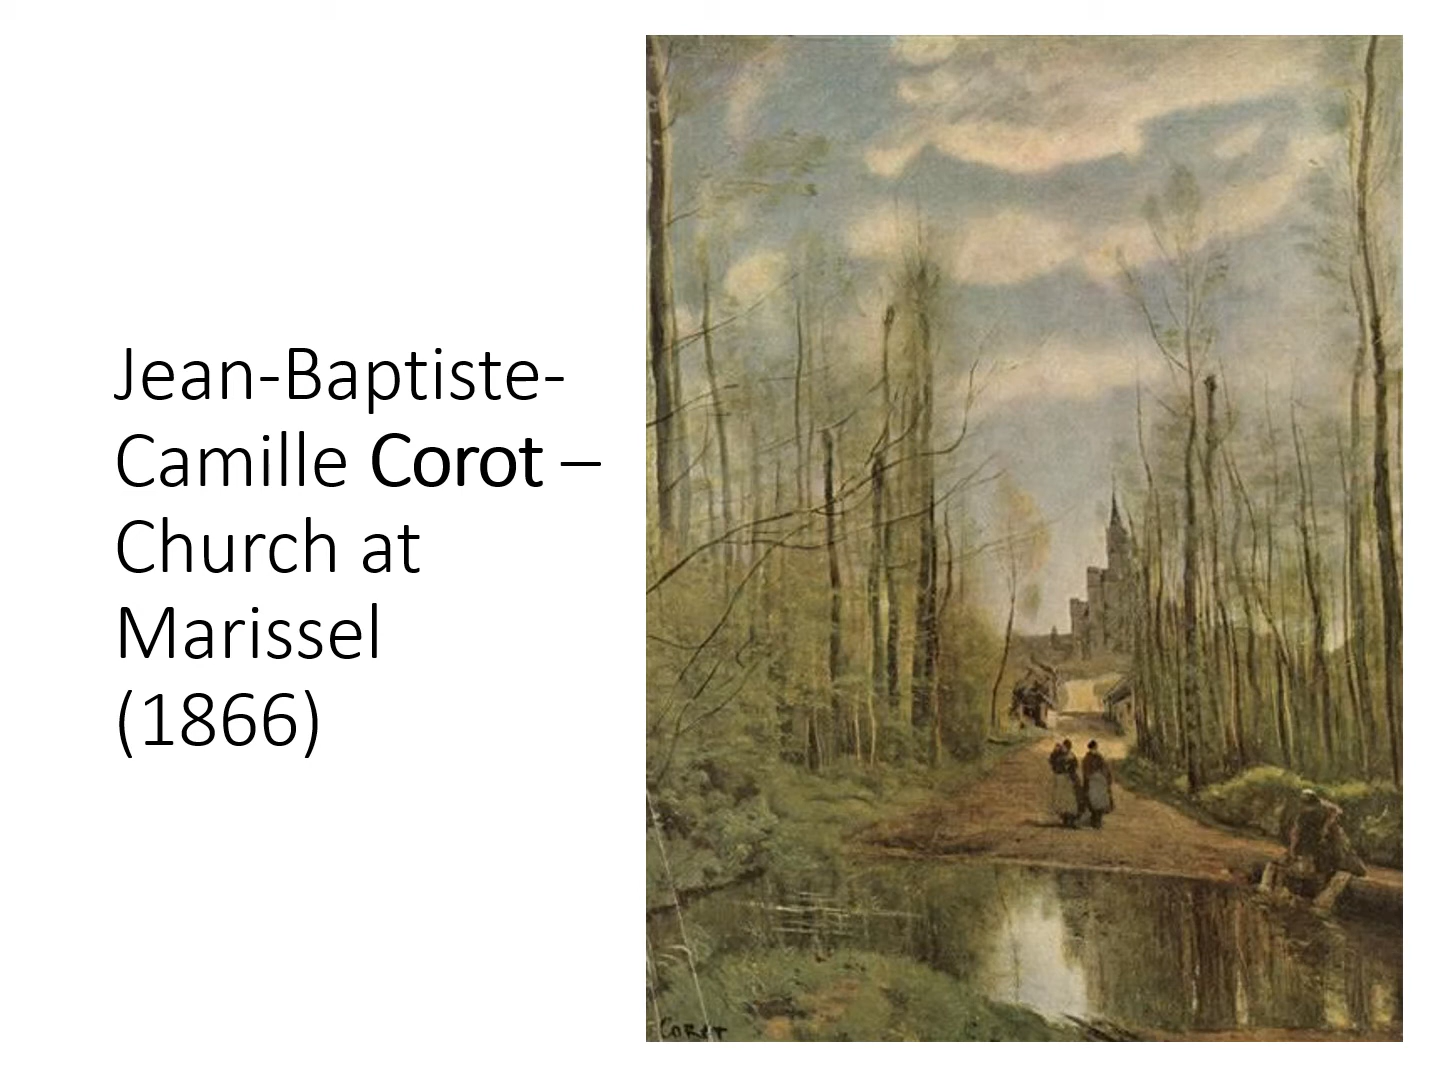 Jean-Baptiste-
Camille Corot –
Church at
Marissel
(1866)
COROT